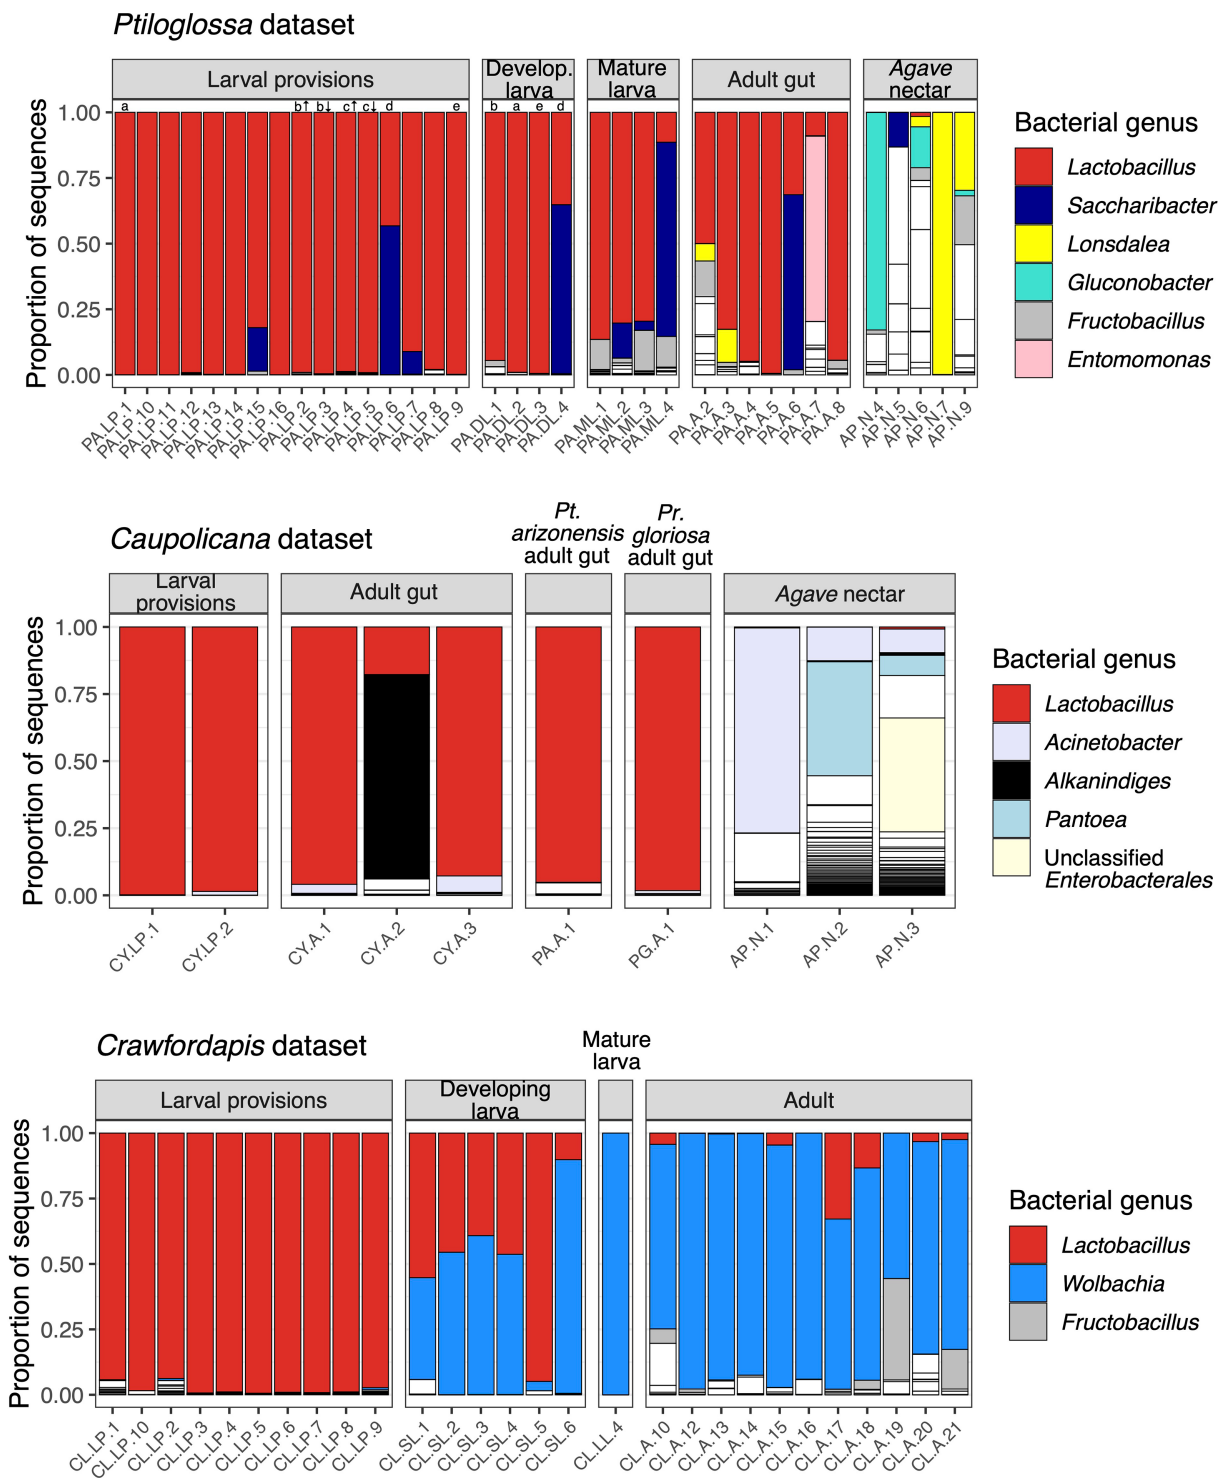 Ptiloglossa dataset
Larval provisions
Develop.
larva
Mature
larva
Adult gut
Agave
nectar
a b↑ b↓ c↑ c↓ d e b a e d
Proportion of sequences
1.00
0.75
0.50
0.25
0.00
PA.LP.1
PA.LP.10
PA.LP.11
PA.LP.12
PA.LP.13
PA.LP.14
PA.LP.15
PA.LP.16
PA.LP.2
PA.LP.3
PA.LP.4
PA.LP.5
PA.LP.6
PA.LP.7
PA.LP.8
PA.LP.9
PA.DL.1
PA.DL.2
PA.DL.3
PA.DL.4
PA.ML.1
PA.ML.2
PA.ML.3
PA.ML.4
PA.A.2
PA.A.3
PA.A.4
PA.A.5
PA.A.6
PA.A.7
PA.A.8
AP.N.4
AP.N.5
AP.N.6
AP.N.7
AP.N.9
Bacterial genus
Lactobacillus
Saccharibacter
Lonsdalea
Gluconobacter
Fructobacillus
Entomomonas
Caupolicana dataset
Larval
provisions
Adult gut
Pt.
arizonensis
adult gut
Pr.
gloriosa
adult gut
Agave nectar
Proportion of sequences
1.00
0.75
0.50
0.25
0.00
CY.LP.1
CY.LP.2
CY.A.1
CY.A.2
CY.A.3
PA.A.1
PG.A.1
AP.N.1
AP.N.2
AP.N.3
Bacterial genus
Lactobacillus
Acinetobacter
Alkanindiges
Pantoea
Unclassified
Enterobacterales
Crawfordapis dataset
Larval provisions
Developing
larva
Mature
larva
Adult
Proportion of sequences
1.00
0.75
0.50
0.25
0.00
CL.LP.1
CL.LP.10
CL.LP.2
CL.LP.3
CL.LP.4
CL.LP.5
CL.LP.6
CL.LP.7
CL.LP.8
CL.LP.9
CL.SL.1
CL.SL.2
CL.SL.3
CL.SL.4
CL.SL.5
CL.SL.6
CL.LL.4
CL.A.10
CL.A.12
CL.A.13
CL.A.14
CL.A.15
CL.A.16
CL.A.17
CL.A.18
CL.A.19
CL.A.20
CL.A.21
Bacterial genus
Lactobacillus
Wolbachia
Fructobacillus